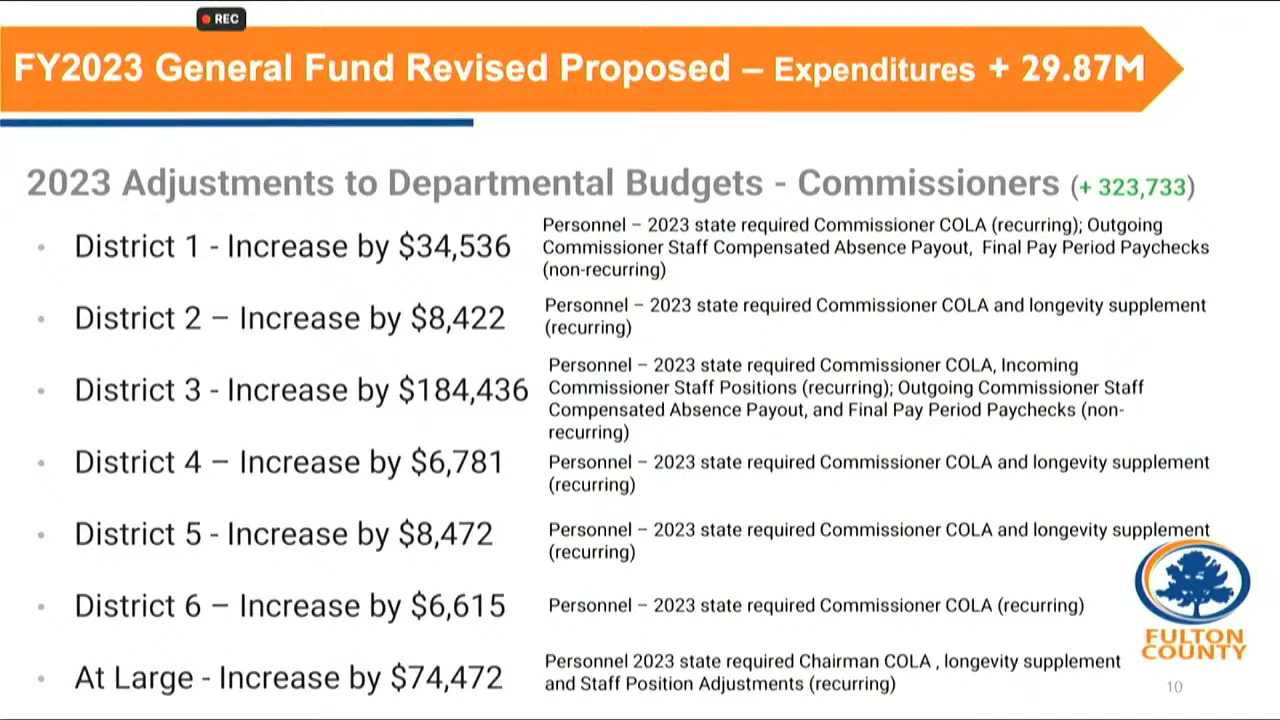 REC
FY2023 General Fund Revised Proposed – Expenditures + 29.87M
2023 Adjustments to Departmental Budgets - Commissioners (+ 323,733)
• District 1 - Increase by $34,536
Personnel – 2023 state required Commissioner COLA (recurring); Outgoing
Commissioner Staff Compensated Absence Payout, Final Pay Period Paychecks
(non-recurring)
• District 2 – Increase by $8,422
Personnel – 2023 state required Commissioner COLA and longevity supplement
(recurring)
• District 3 - Increase by $184,436
Personnel – 2023 state required Commissioner COLA, Incoming
Commissioner Staff Positions (recurring); Outgoing Commissioner Staff
Compensated Absence Payout, and Final Pay Period Paychecks (non-
recurring)
• District 4 – Increase by $6,781
Personnel – 2023 state required Commissioner COLA and longevity supplement
(recurring)
• District 5 - Increase by $8,472
Personnel – 2023 state required Commissioner COLA and longevity supplement
(recurring)
• District 6 – Increase by $6,615
Personnel – 2023 state required Commissioner COLA (recurring)
• At Large - Increase by $74,472
Personnel 2023 state required Chairman COLA , longevity supplement
and Staff Position Adjustments (recurring)
FULTON
COUNTY
10